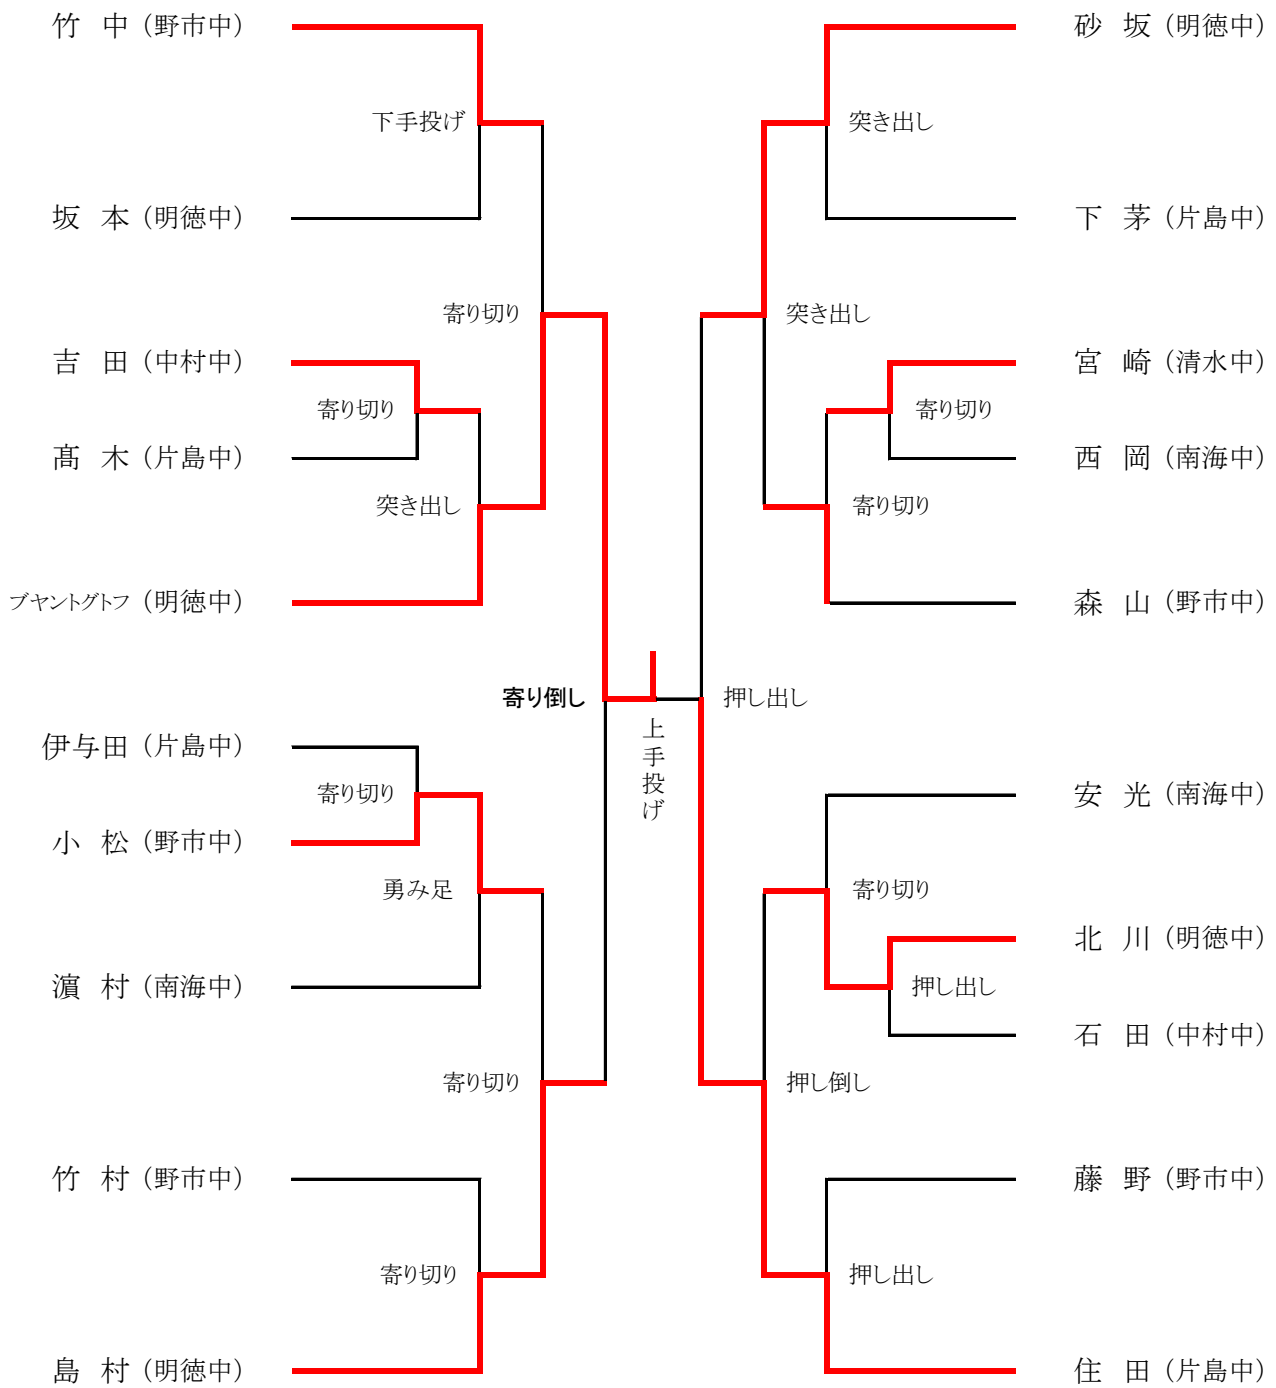 竹 中（野市中）
下手投げ
坂 本（明徳中）
寄り切り
吉 田（中村中）
寄り切り
髙 木（片島中）
突き出し
ブヤントグトフ（明徳中）
寄り倒し
伊与田（片島中）
寄り切り
小 松（野市中）
勇み足
濵 村（南海中）
寄り切り
竹 村（野市中）
寄り切り
島 村（明徳中）
上手投げ
砂 坂（明徳中）
突き出し
下 茅（片島中）
突き出し
宮 崎（清水中）
寄り切り
西 岡（南海中）
寄り切り
森 山（野市中）
押し出し
安 光（南海中）
寄り切り
北 川（明徳中）
押し出し
石 田（中村中）
押し倒し
藤 野（野市中）
押し出し
住 田（片島中）